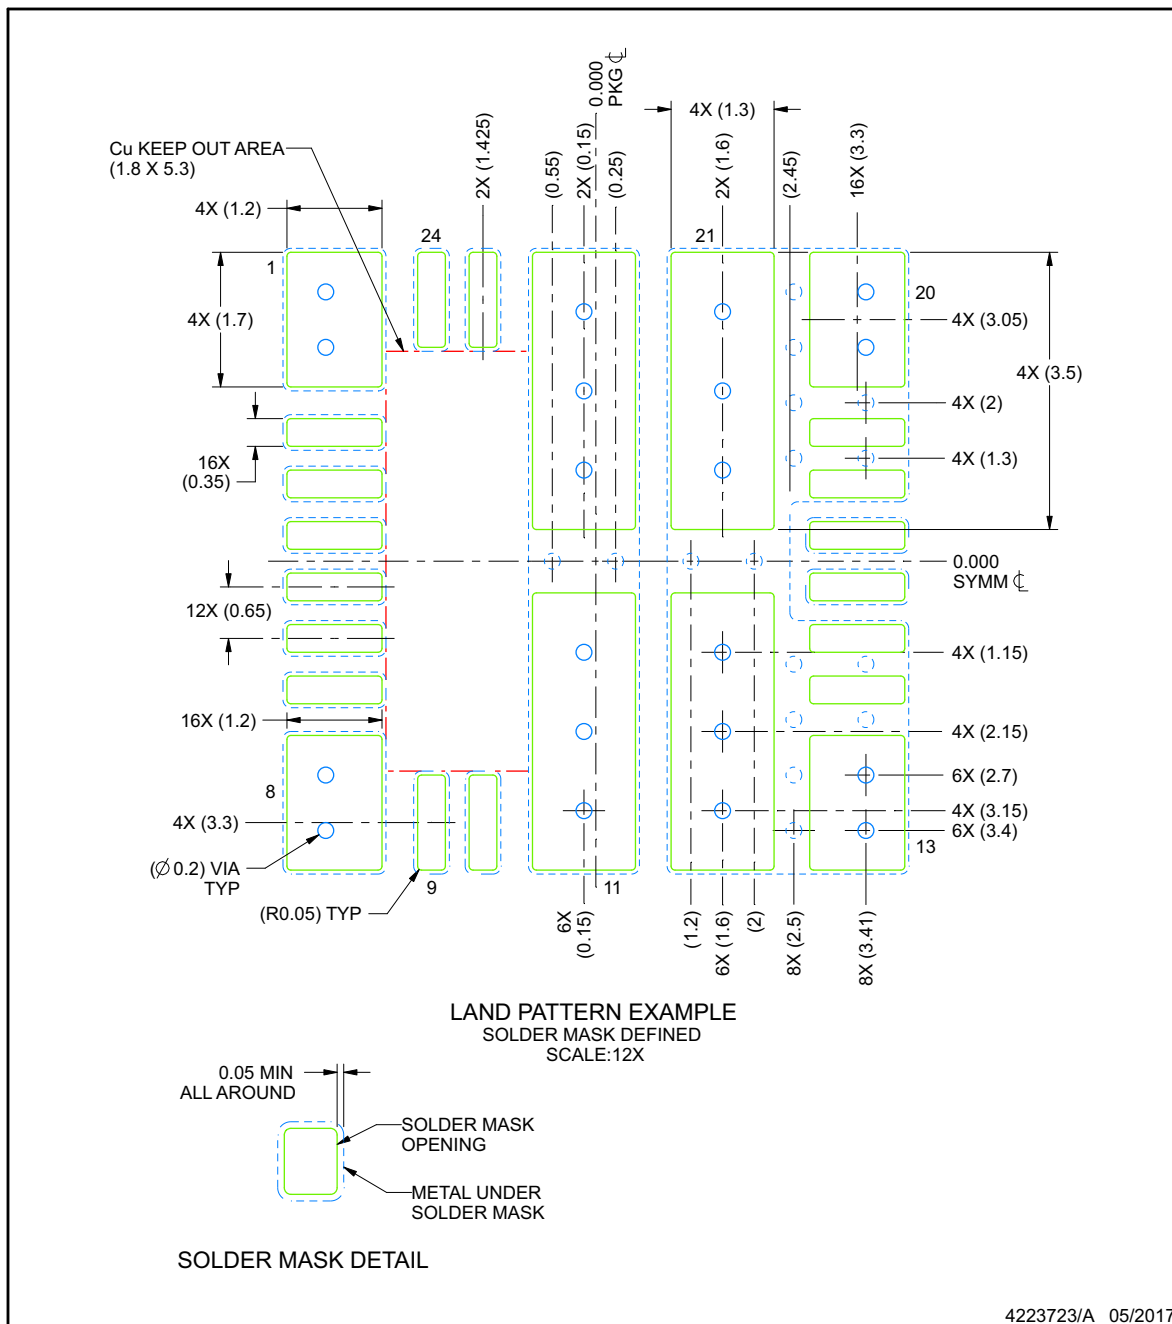 0.000
PKG ℄
4X (1.3)
2X (1.425)
(0.55)
2X (0.15)
(0.25)
2X (1.6)
(2.45)
16X (3.3)
Cu KEEP OUT AREA
(1.8 X 5.3)
4X (1.2)
24
21
1
20
4X (1.7)
4X (3.05)
4X (3.5)
4X (2)
16X
(0.35)
4X (1.3)
0.000
SYMM ℄
12X (0.65)
4X (1.15)
16X (1.2)
4X (2.15)
8
6X (2.7)
4X (3.3)
4X (3.15)
6X (3.4)
13
(Ø 0.2) VIA
TYP
9
11
(R0.05) TYP
6X
(0.15)
(1.2)
6X (1.6)
(2)
8X (2.5)
8X (3.41)
LAND PATTERN EXAMPLE
SOLDER MASK DEFINED
SCALE:12X
0.05 MIN
ALL AROUND
SOLDER MASK
OPENING
METAL UNDER
SOLDER MASK
SOLDER MASK DETAIL
4223723/A 05/2017